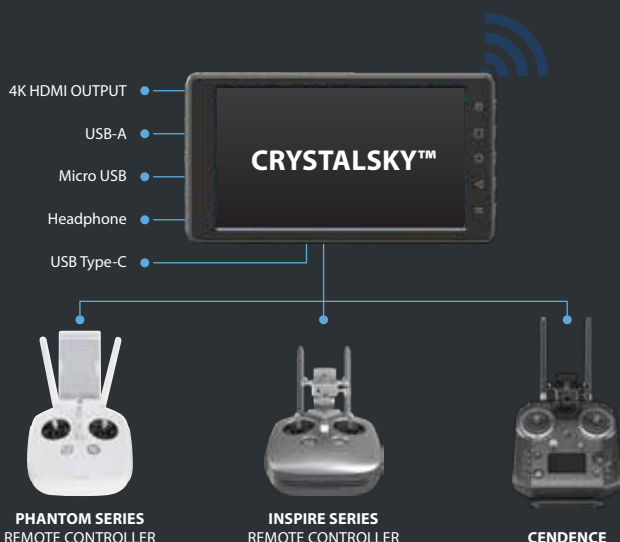 4K HDMI OUTPUT
USB-A
CRYSTALSKY™
Micro USB
Headphone
USB Type-C
PHANTOM SERIES
REMOTE CONTROLLER
INSPIRE SERIES
REMOTE CONTROLLER
CENDENCE